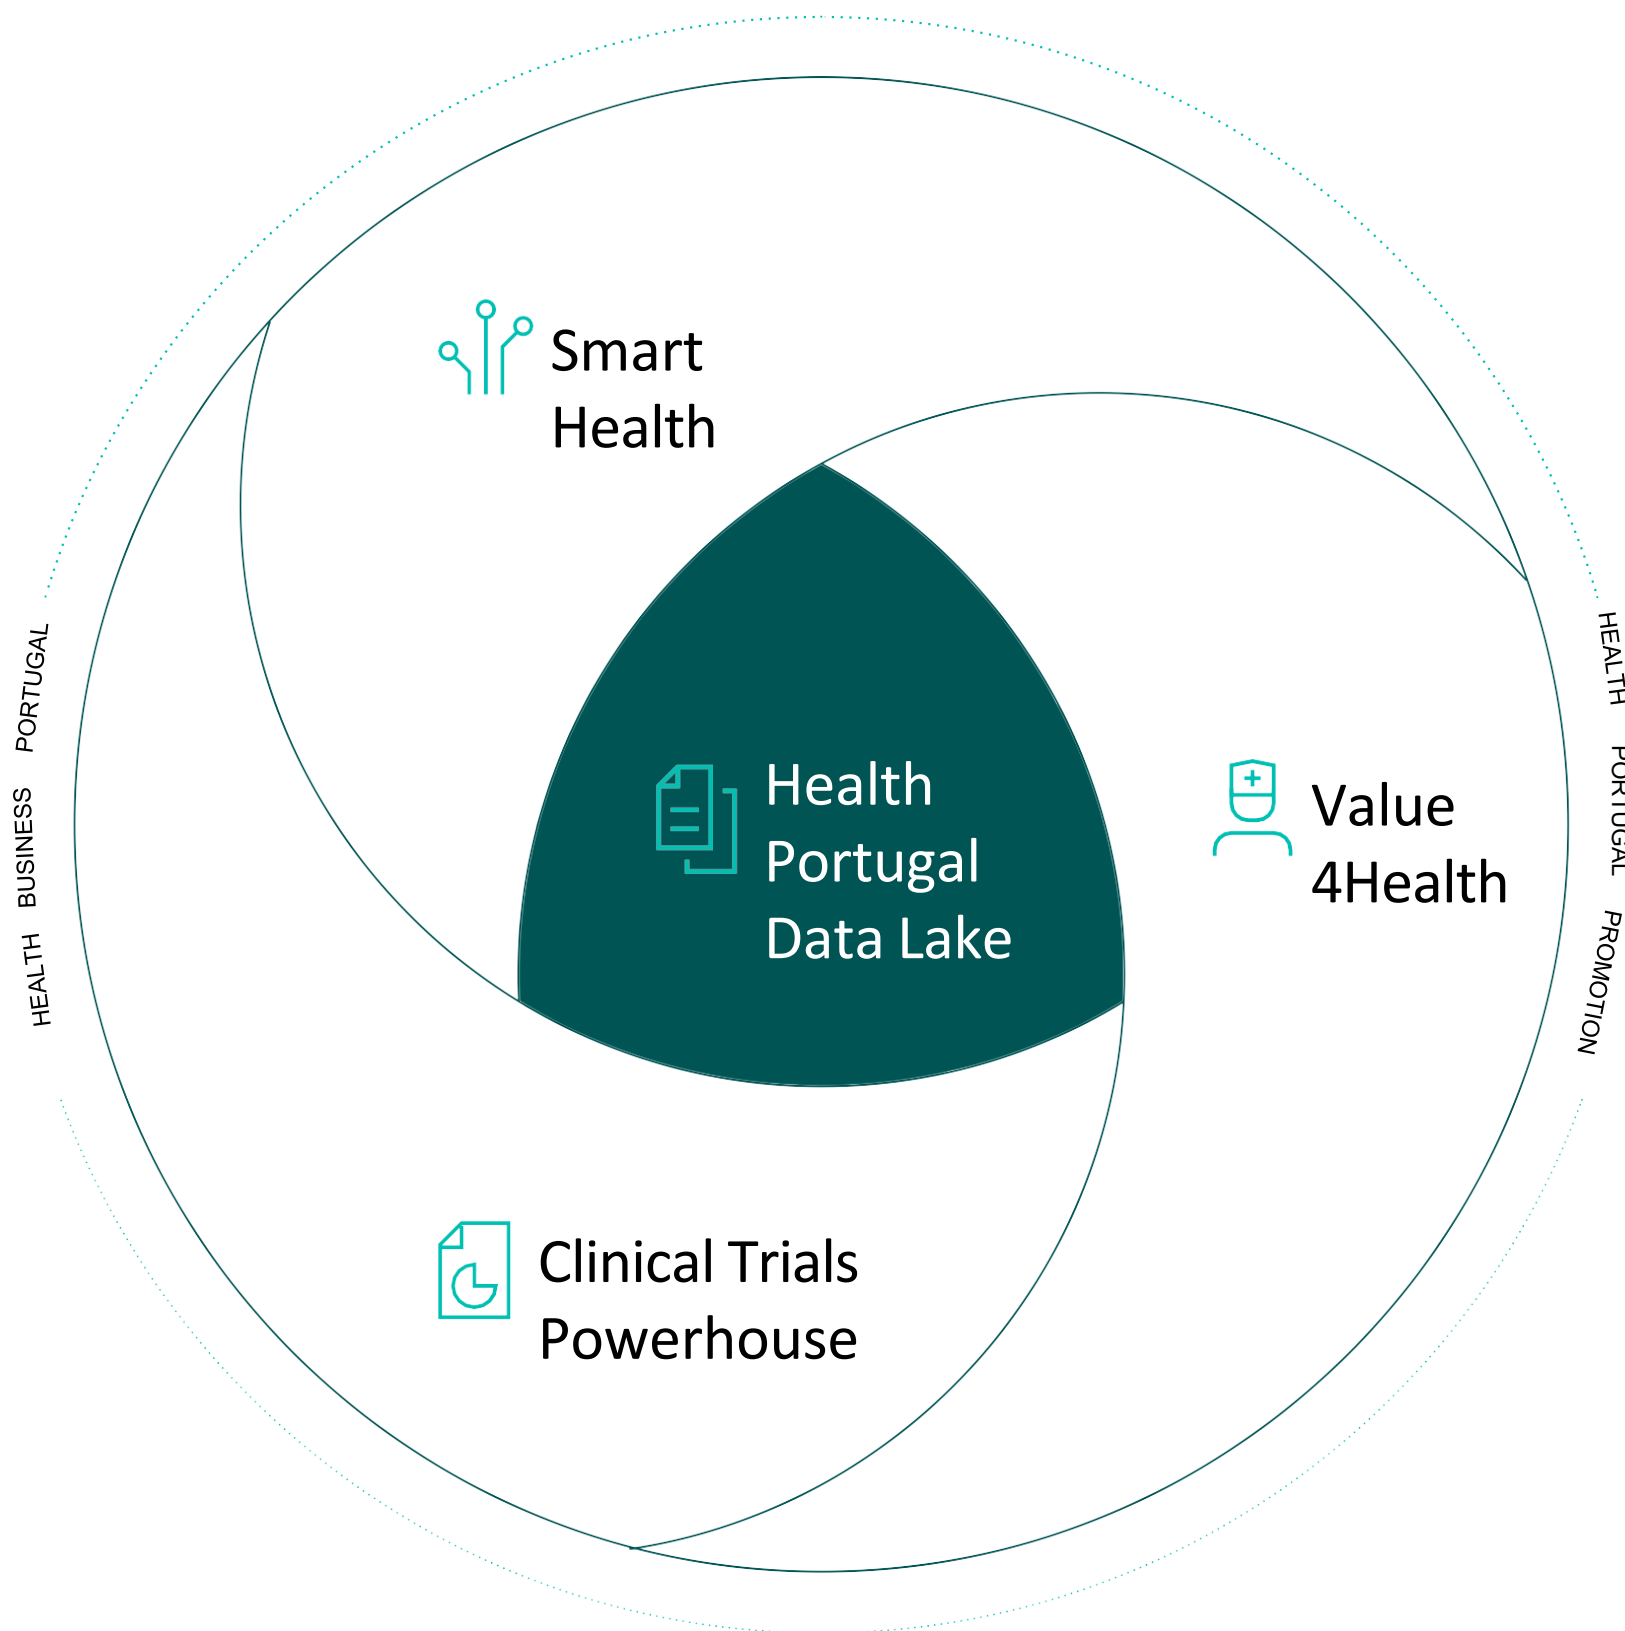 Smart
Health
HEALTH BUSINESS PORTUGAL
HEALTH PORTUGAL PROMOTION
Health
Portugal
Data Lake
Value
4Health
Clinical Trials
Powerhouse